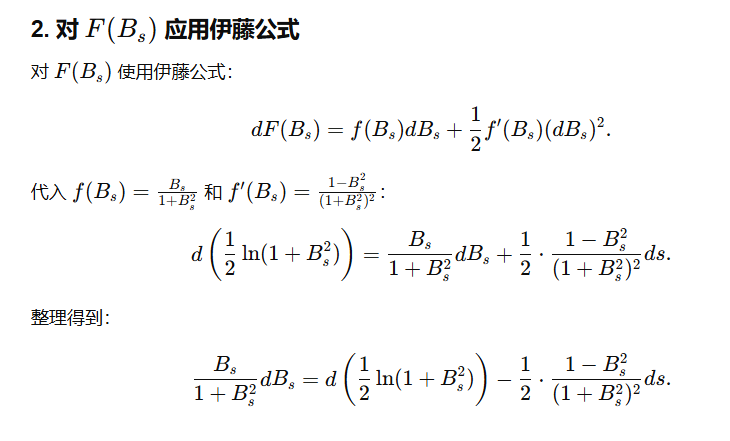 2. 对 F(B_s) 应用伊藤公式
对 F(B_s) 使用伊藤公式：
dF(B_s) = f(B_s)dB_s + \frac{1}{2} f'(B_s)(dB_s)^2.
代入 f(B_s) = \frac{B_s}{1+B_s^2} 和 f'(B_s) = \frac{1-B_s^2}{(1+B_s^2)^2}：
d\left(\frac{1}{2} \ln(1 + B_s^2)\right) = \frac{B_s}{1 + B_s^2} dB_s + \frac{1}{2} \cdot \frac{1 - B_s^2}{(1 + B_s^2)^2} ds.
整理得到：
\frac{B_s}{1 + B_s^2} dB_s = d\left(\frac{1}{2} \ln(1 + B_s^2)\right) - \frac{1}{2} \cdot \frac{1 - B_s^2}{(1 + B_s^2)^2} ds.